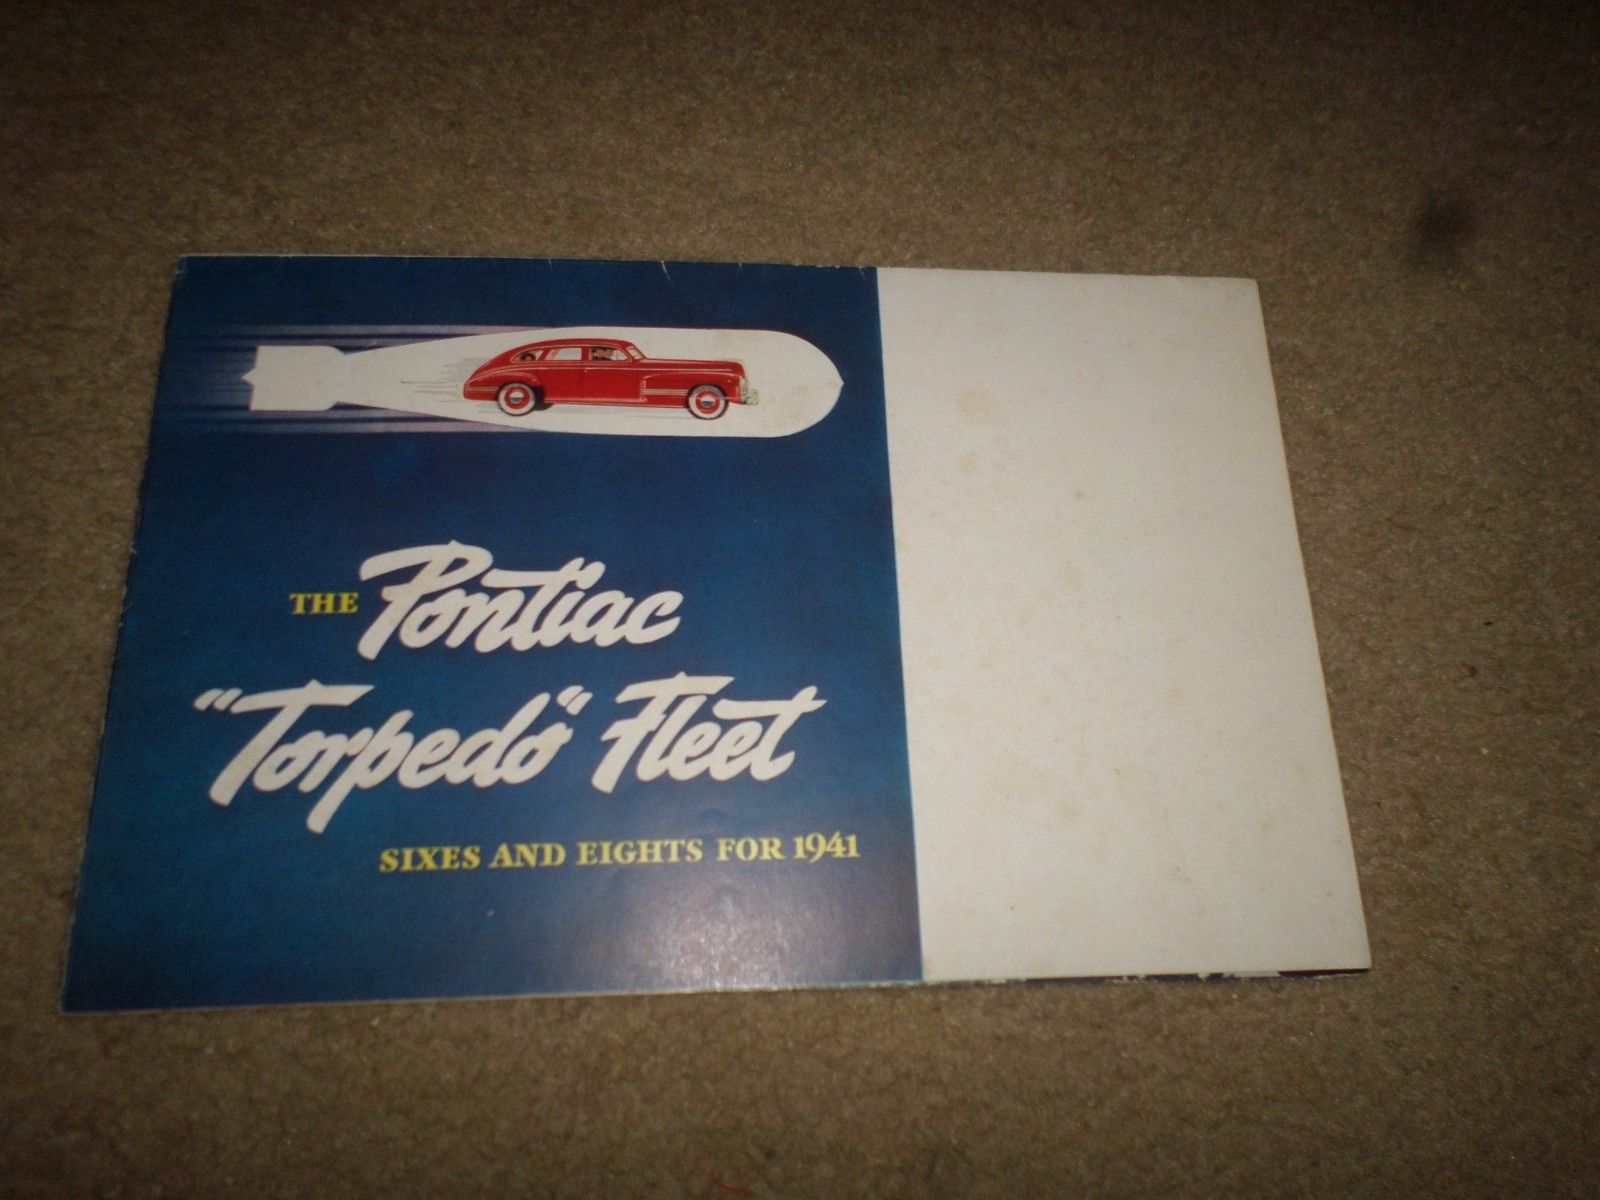 THE Pontiac
"Torpedo" Fleet
SIXES AND EIGHTS FOR 1941